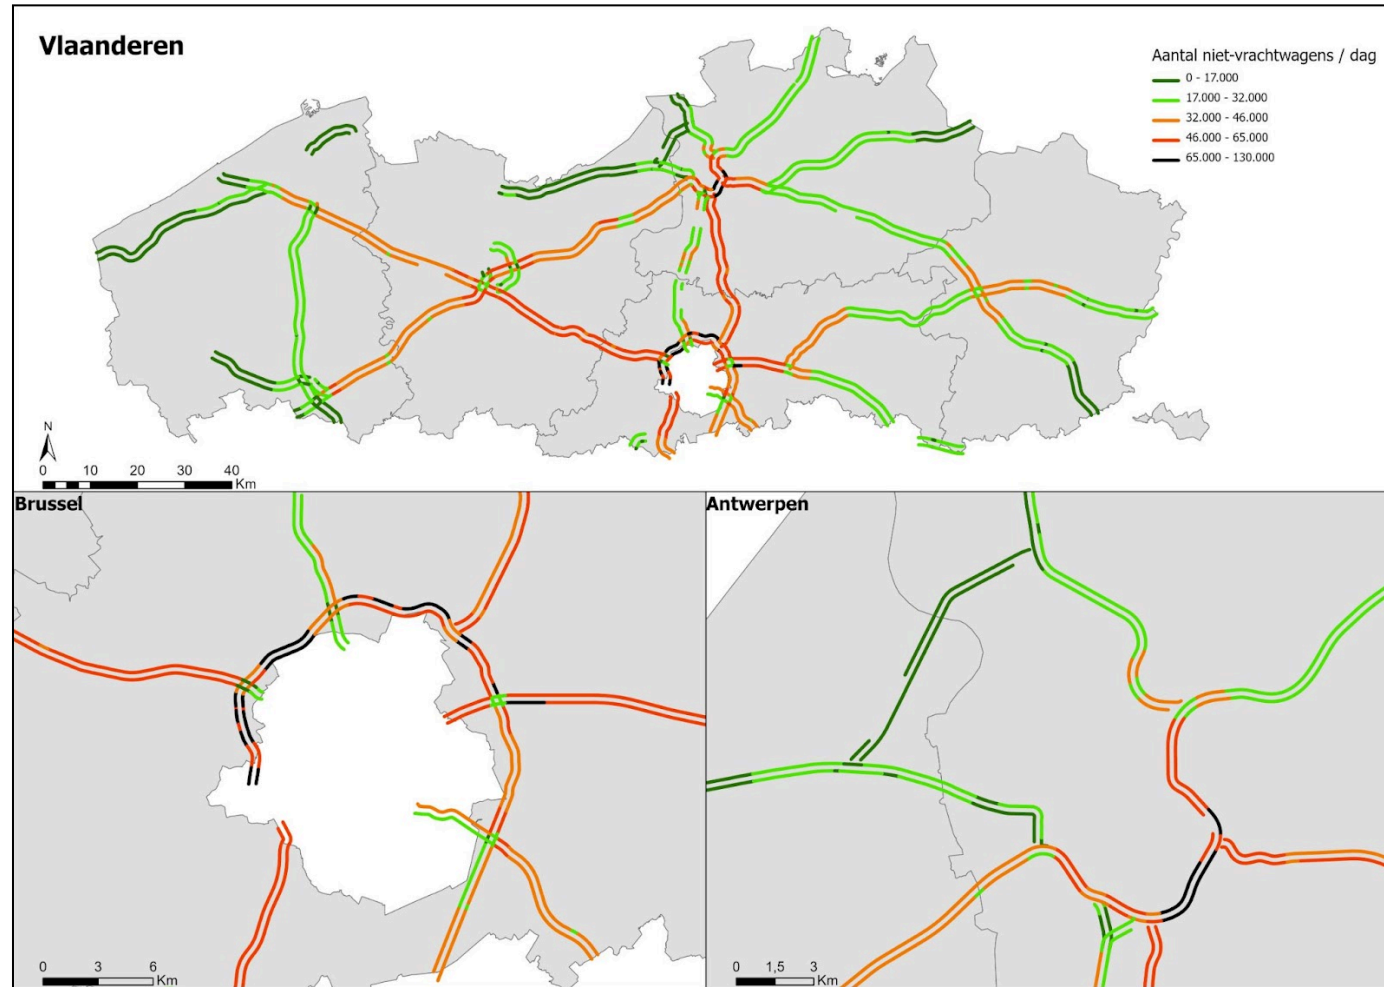 Vlaanderen
Aantal niet-vrachtwagens / dag
0 - 17.000
17.000 - 32.000
32.000 - 46.000
46.000 - 65.000
65.000 - 130.000
N
0 10 20 30 40 Km
Brussel
0 3 6 Km
Antwerpen
0 1,5 3 Km